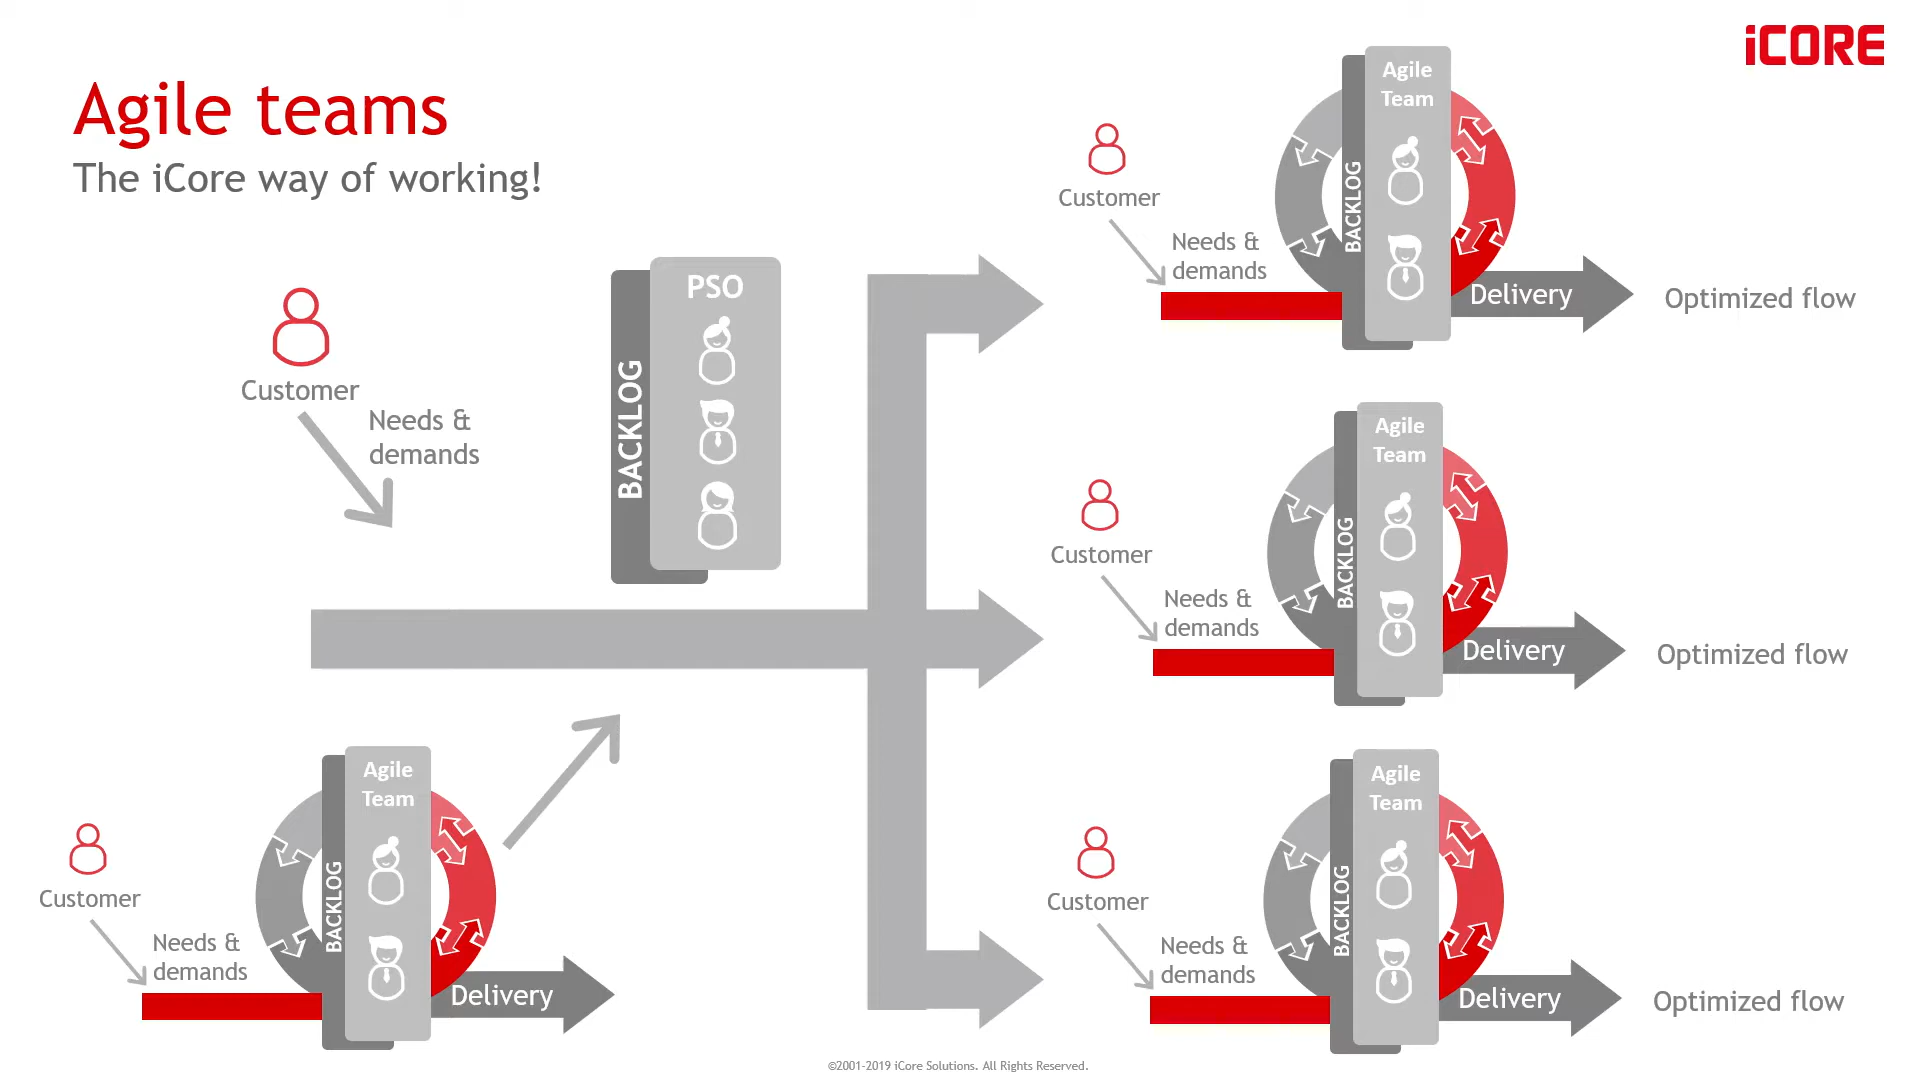 iCORE
Agile teams
The iCore way of working!
Customer
Needs &
demands
PSO
BACKLOG
Customer
Needs &
demands
BACKLOG
Agile
Team
Delivery
Customer
Needs &
demands
BACKLOG
Agile
Team
Delivery
Optimized flow
Customer
Needs &
demands
BACKLOG
Agile
Team
Delivery
Optimized flow
Customer
Needs &
demands
BACKLOG
Agile
Team
Delivery
Optimized flow
©2001-2019 iCore Solutions. All Rights Reserved.